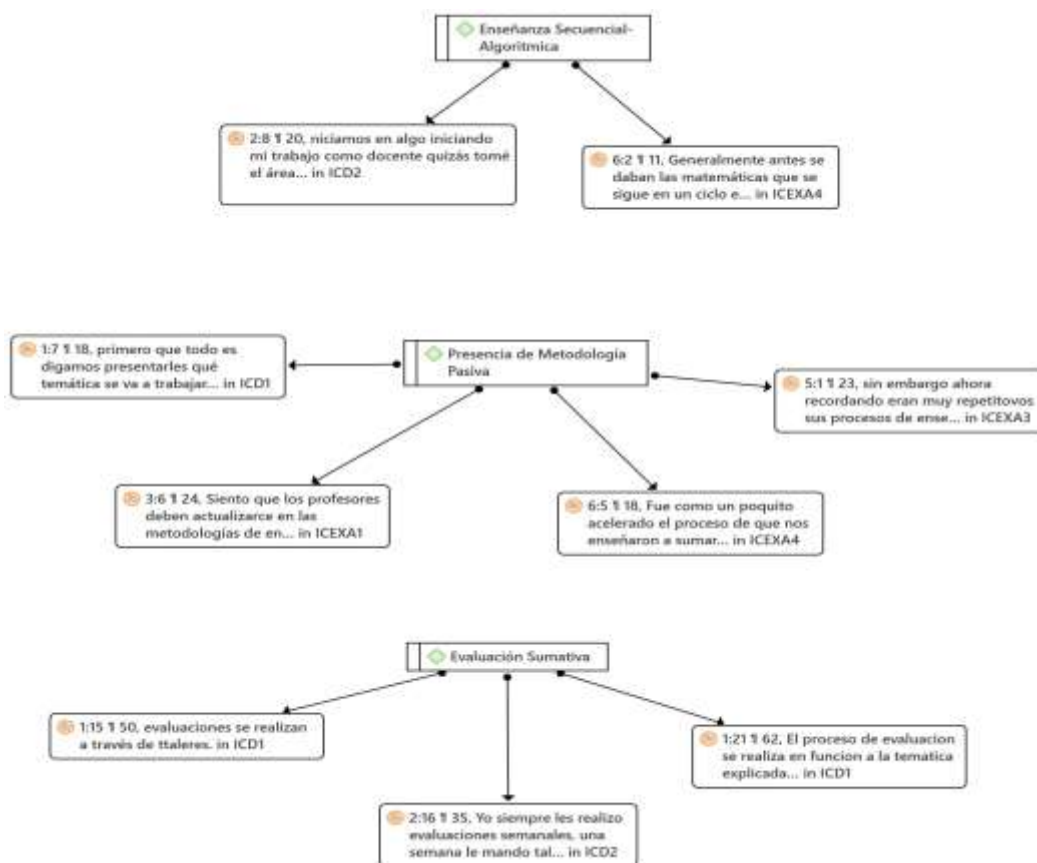 Enseñanza Secuencial-
Algorítmica
2:8 ¶ 20, niciamos en algo iniciando
mi trabajo como docente quizás tomé
el área... in ICD2
6:2 ¶ 11, Generalmente antes se
daban las matemáticas que se
sigue en un ciclo e... in ICEXA4
1:7 ¶ 18, primero que todo es
digamos presentarles qué
temática se va a trabajar... in ICD1
Presencia de Metodología
Pasiva
5:1 ¶ 23, sin embargo ahora
recordando eran muy repetitovos
sus procesos de ense... in ICEXA3
3:6 ¶ 24, Siento que los profesores
deben actualizarce en las
metodologías de en... in ICEXA1
6:5 ¶ 18, Fue como un poquito
acelerado el proceso de que nos
enseñaron a sumar... in ICEXA4
Evaluación Sumativa
1:15 ¶ 50, evaluaciones se realizan
a través de ttaleres. in ICD1
1:21 ¶ 62, El proceso de evaluacion
se realiza en funcion a la temática
explicada... in ICD1
2:16 ¶ 35, Yo siempre les realizo
evaluaciones semanales, una
semana le mando tal... in ICD2